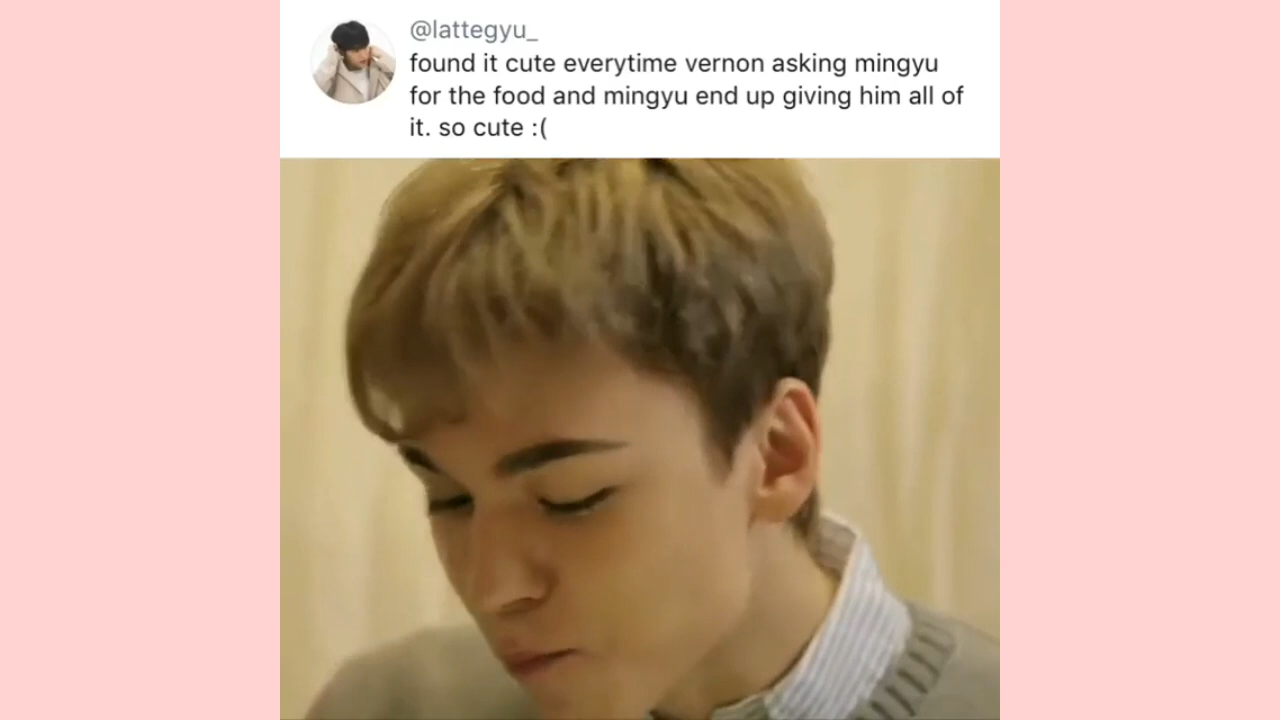 @lattegyu_
found it cute everytime vernon asking mingyu
for the food and mingyu end up giving him all of
it. so cute :(